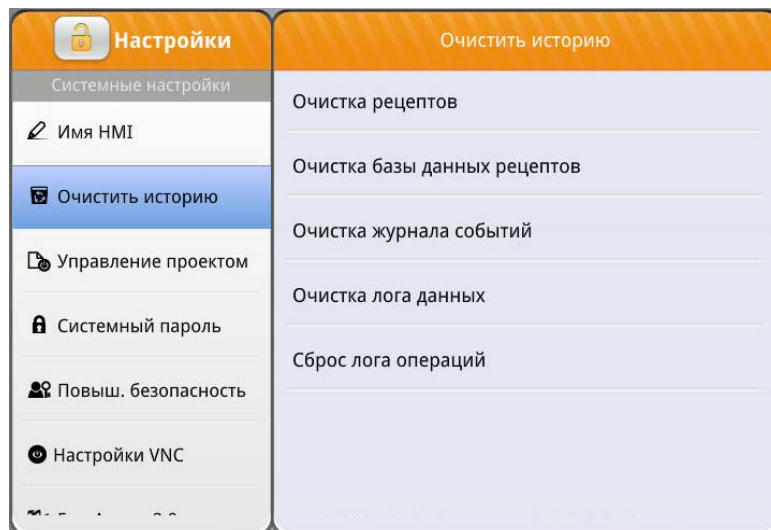 Настройки
Системные настройки
Имя HMI
Очистить историю
Управление проектом
Системный пароль
Повыш. безопасность
Настройки VNC
Очистить историю
Очистка рецептов
Очистка базы данных рецептов
Очистка журнала событий
Очистка лога данных
Сброс лога операций